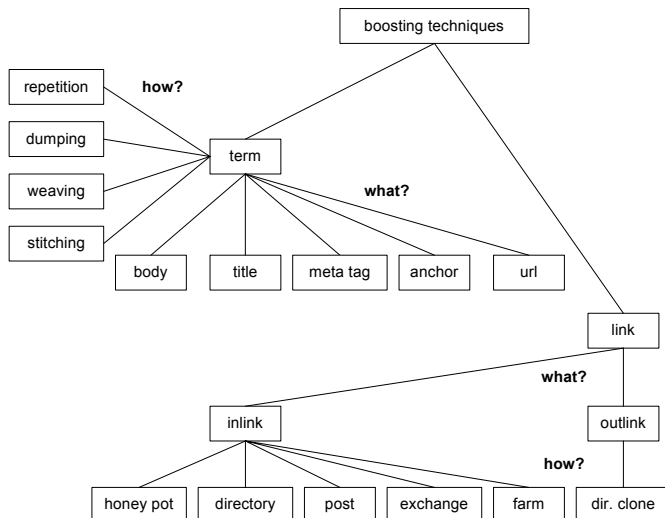 boosting techniques
repetition
how?
dumping
term
weaving
what?
stitching
body
title
meta tag
anchor
url
link
what?
inlink
outlink
how?
honey pot
directory
post
exchange
farm
dir. clone